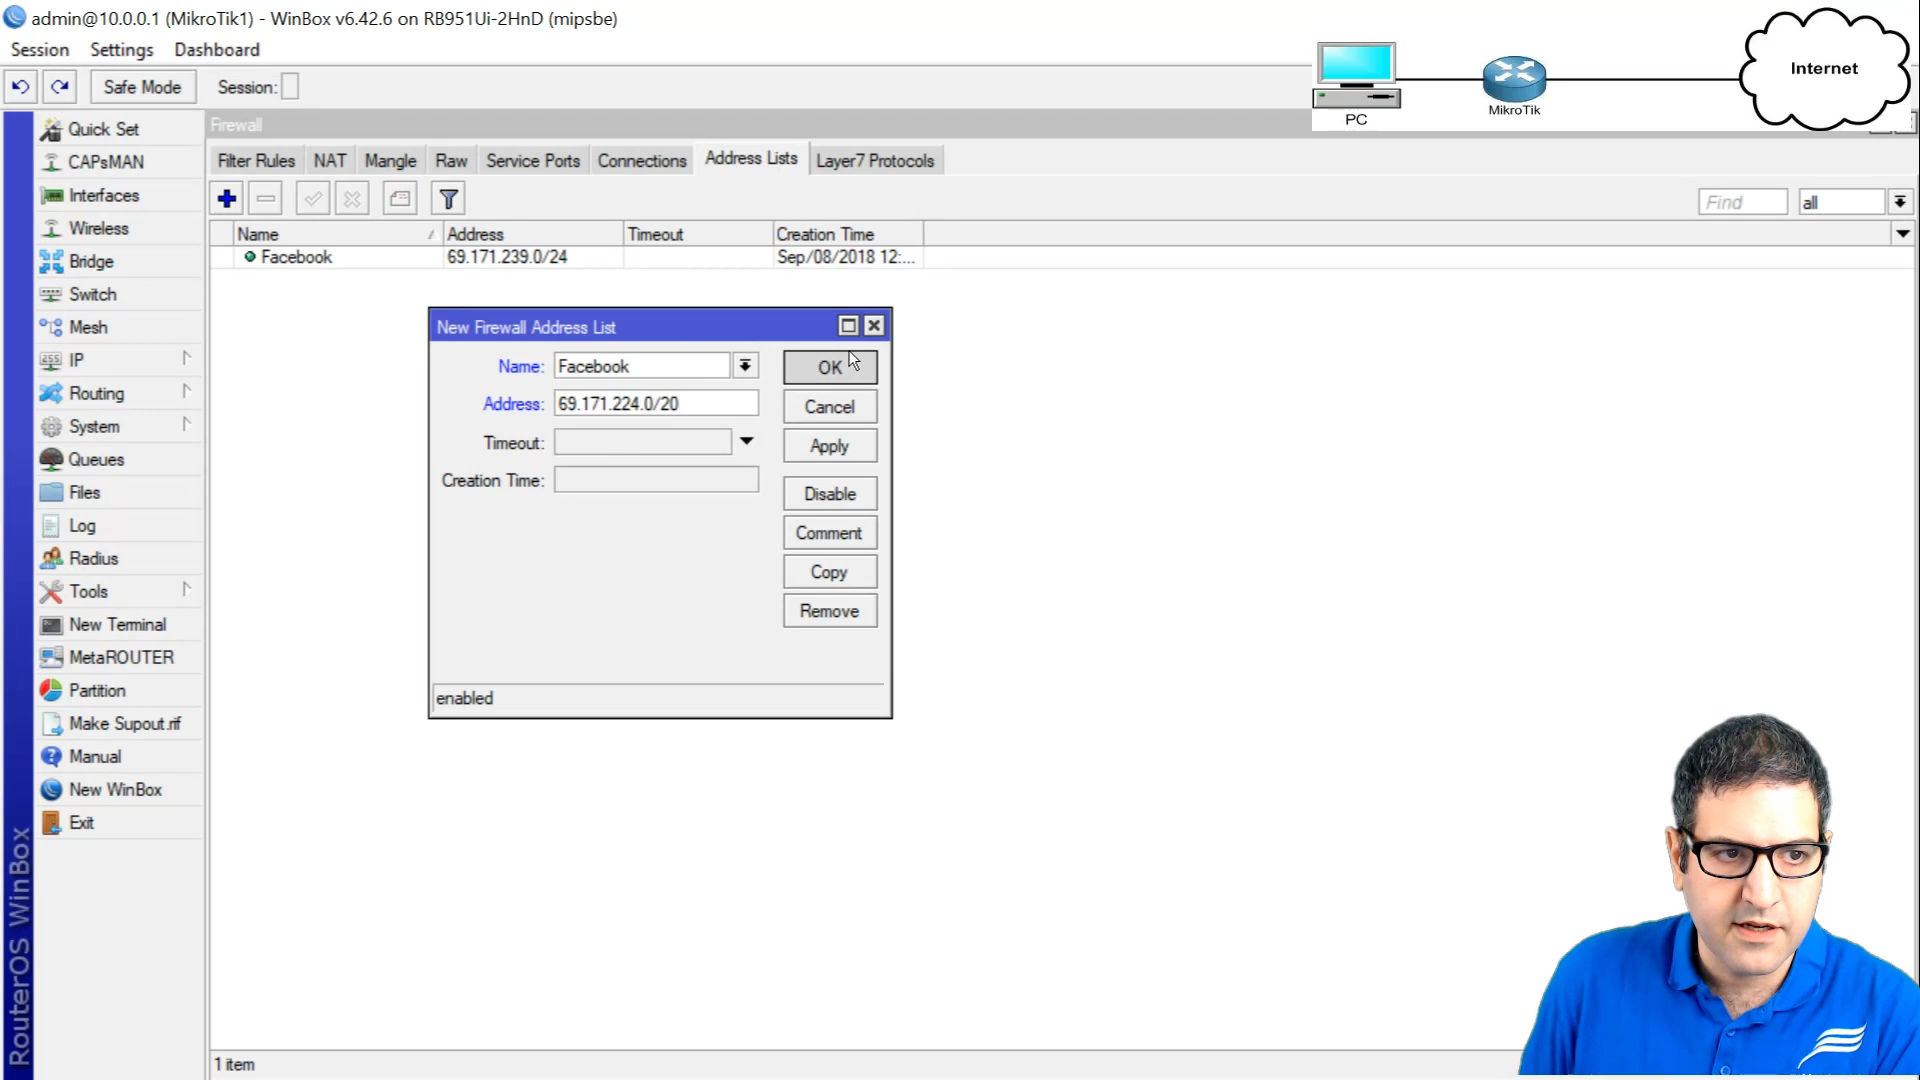 admin@10.0.0.1 (MikroTik1) - WinBox v6.42.6 on RB951Ui-2HnD (mipsbe)
Session Settings Dashboard
Safe Mode Session:
PC
MikroTik
Internet
Quick Set
CAPsMAN
Interfaces
Wireless
Bridge
Switch
Mesh
IP
Routing
System
Queues
Files
Log
Radius
Tools
New Terminal
MetaROUTER
Partition
Make Supout.rif
Manual
New WinBox
Exit
RouterOS WinBox
Firewall
Filter Rules NAT Mangle Raw Service Ports Connections Address Lists Layer7 Protocols
Find all
Name Address Timeout Creation Time
Facebook 69.171.239.0/24 Sep/08/2018 12:...
New Firewall Address List
Name: Facebook
Address: 69.171.224.0/20
Timeout:
Creation Time:
OK
Cancel
Apply
Disable
Comment
Copy
Remove
enabled
1 item